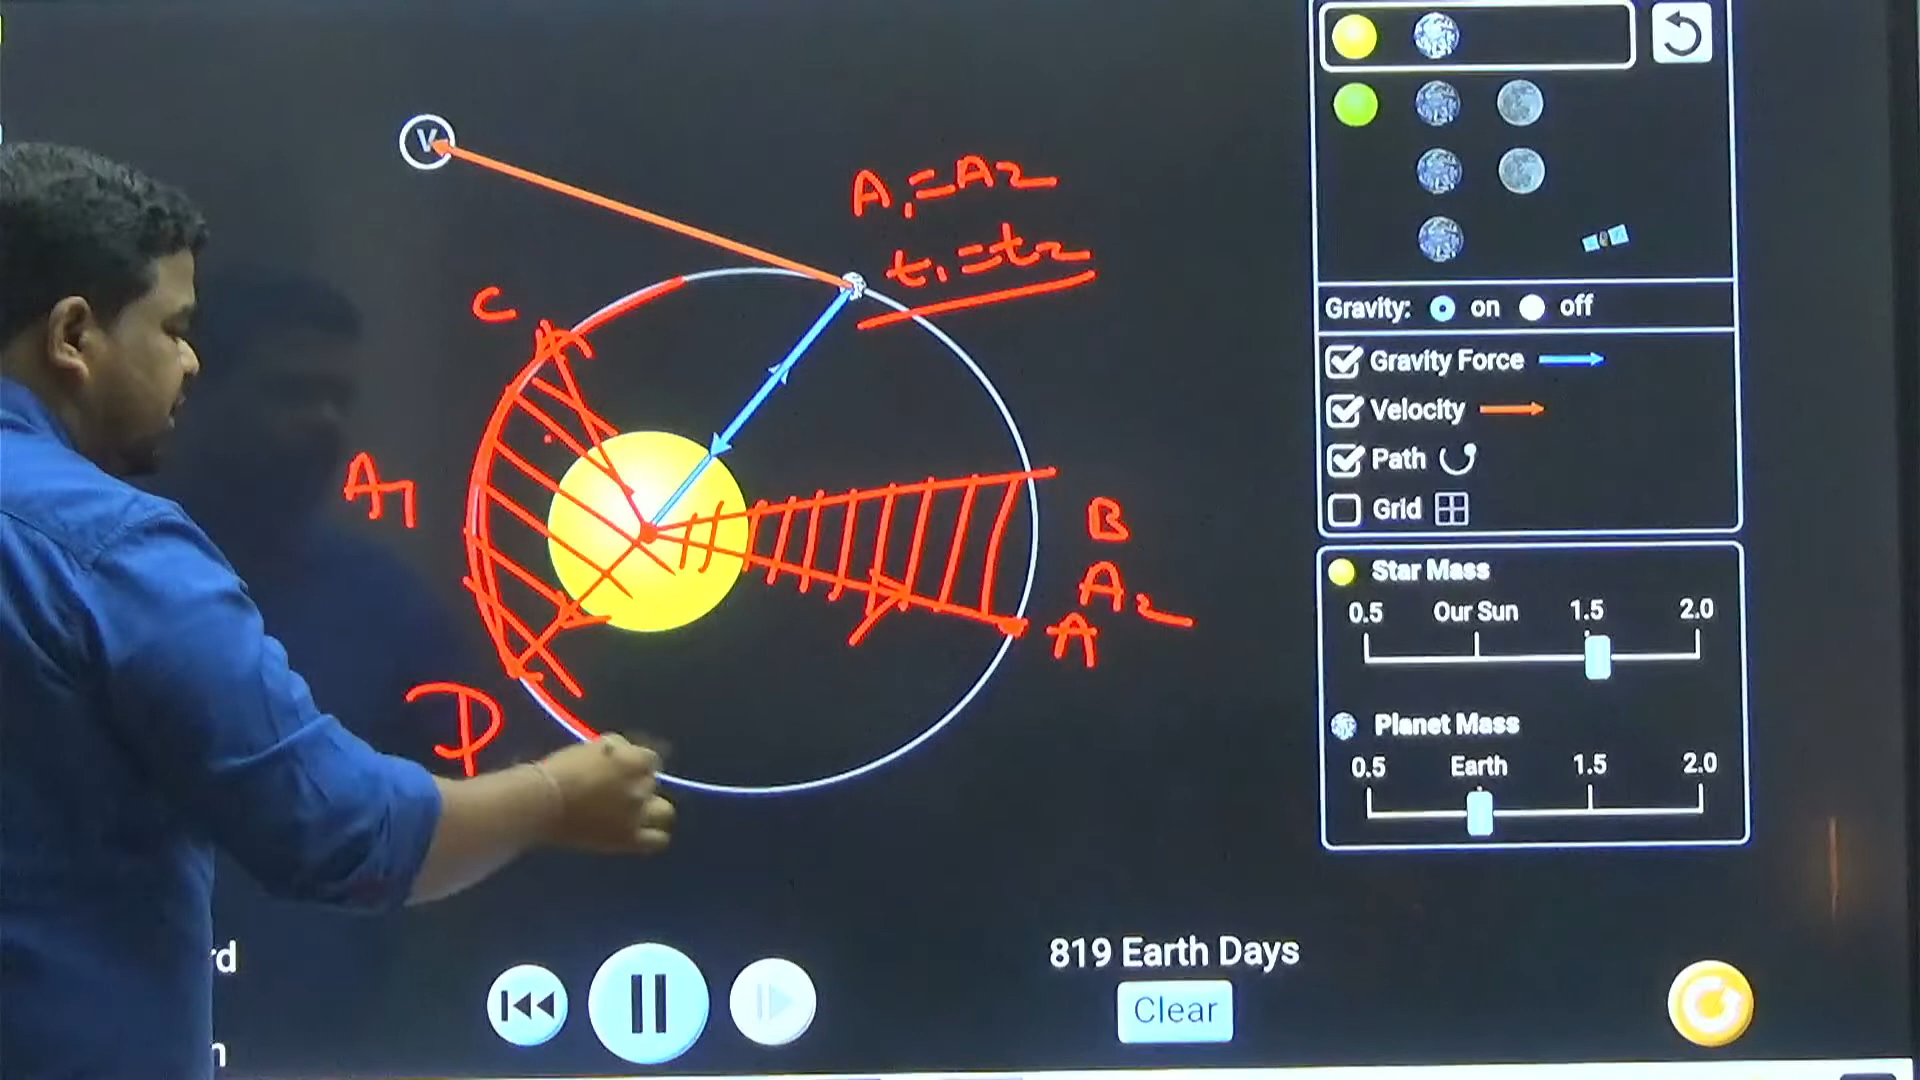 V
A₁=A₂
t₁=t₂
C
A₁
B
A₂
A
D
Gravity: on off
Gravity Force
Velocity
Path
Grid
Star Mass
0.5 Our Sun 1.5 2.0
Planet Mass
0.5 Earth 1.5 2.0
rd
819 Earth Days
Clear
n